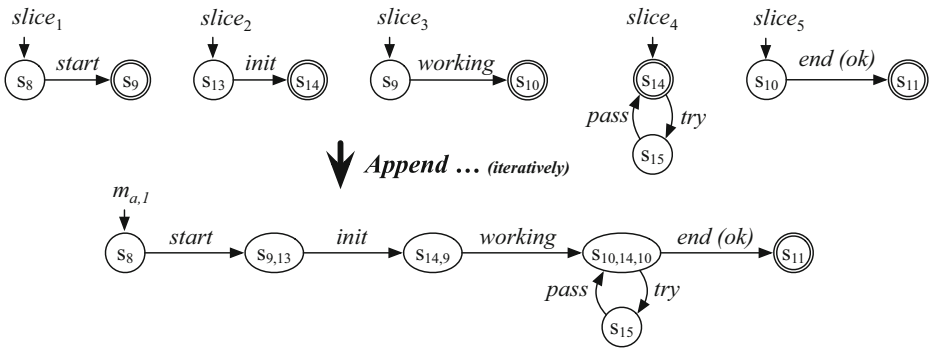 slice₁ slice₂ slice₃ slice₄ slice₅
s₈ start s₉ s₁₃ init s₁₄ s₉ working s₁₀ s₁₄ s₁₀ end (ok) s₁₁
pass try
s₁₅
Append … (iteratively)
mₐ,₁
s₈ start s₉,₁₃ init s₁₄,₉ working s₁₀,₁₄,₁₀ end (ok) s₁₁
pass try
s₁₅